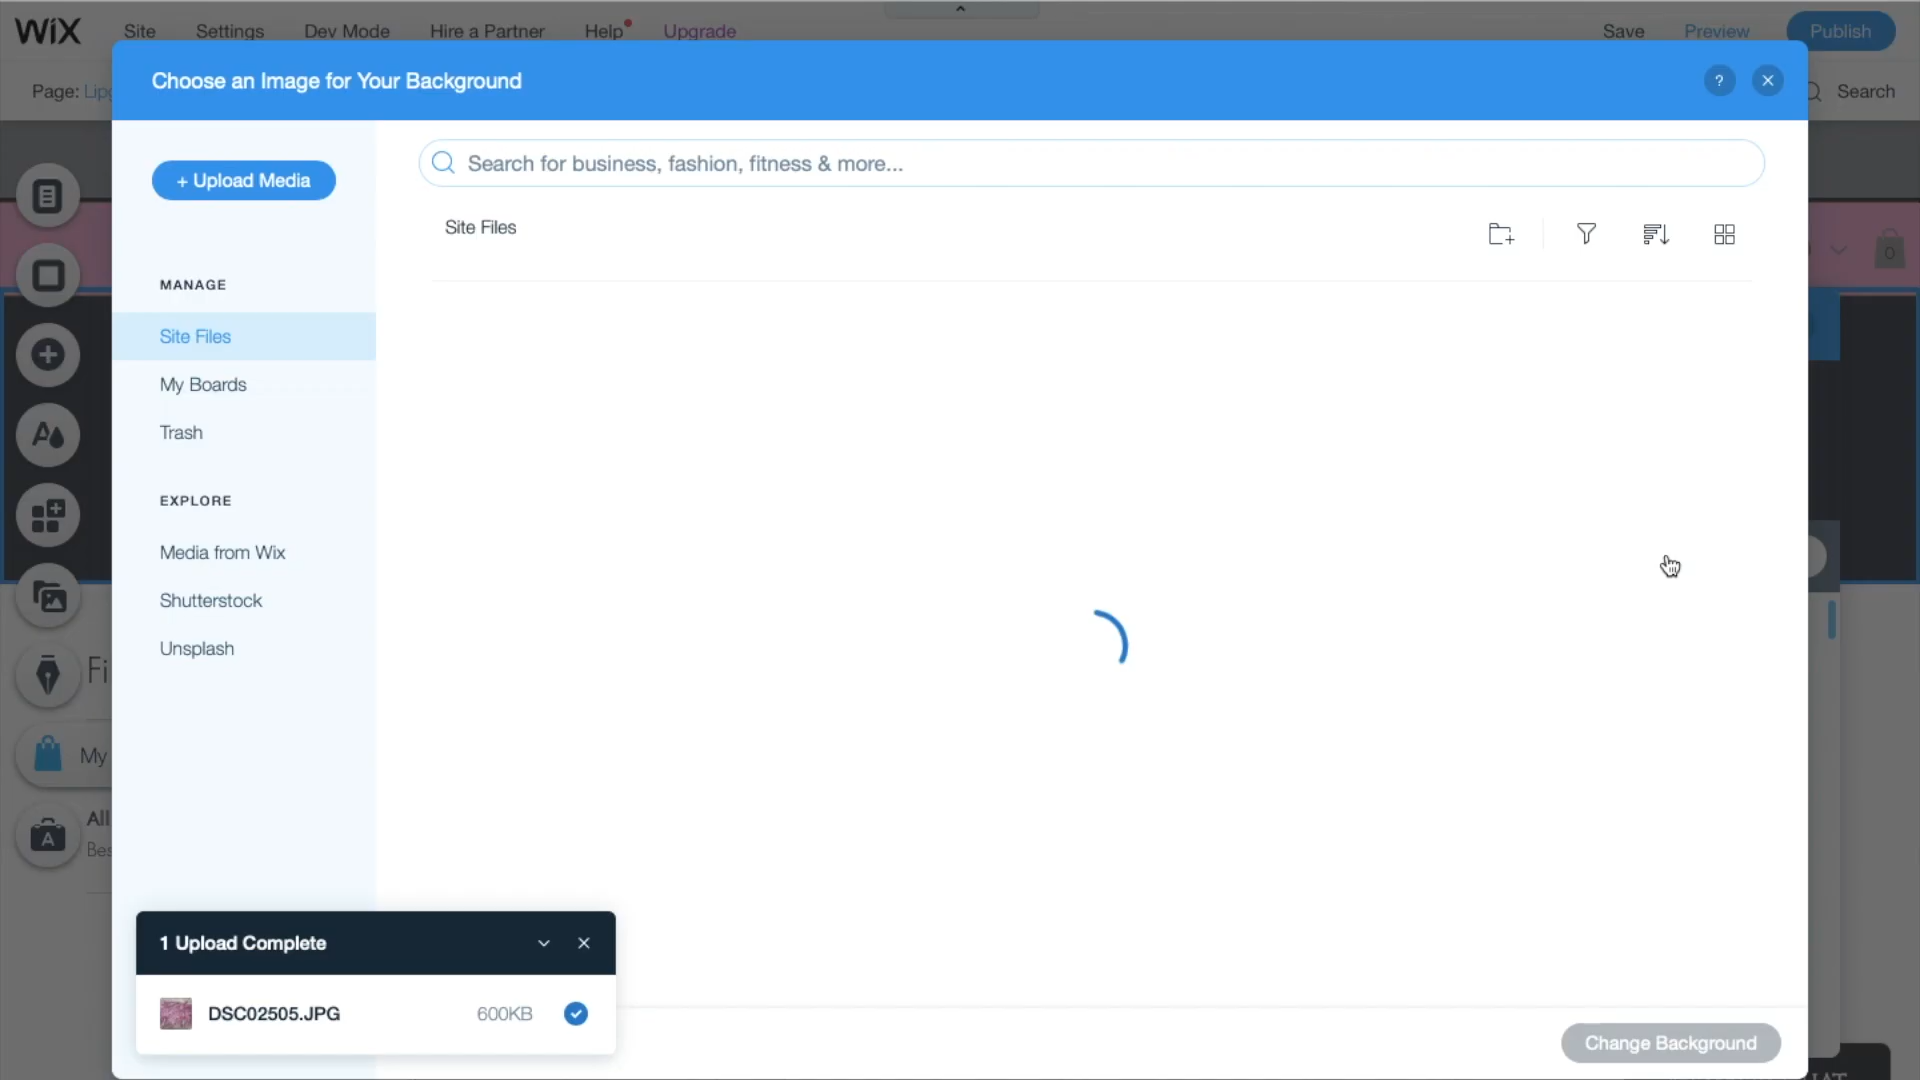 WiX
Site
Settings
Dev Mode
Hire a Partner
Help
Upgrade
Save
Preview
Publish
Page:
Search
Choose an Image for Your Background
?
+ Upload Media
Search for business, fashion, fitness & more...
Site Files
MANAGE
Site Files
My Boards
Trash
EXPLORE
Media from Wix
Shutterstock
Unsplash
0
Fi
My
All
A
1 Upload Complete
DSC02505.JPG 600KB
Change Background